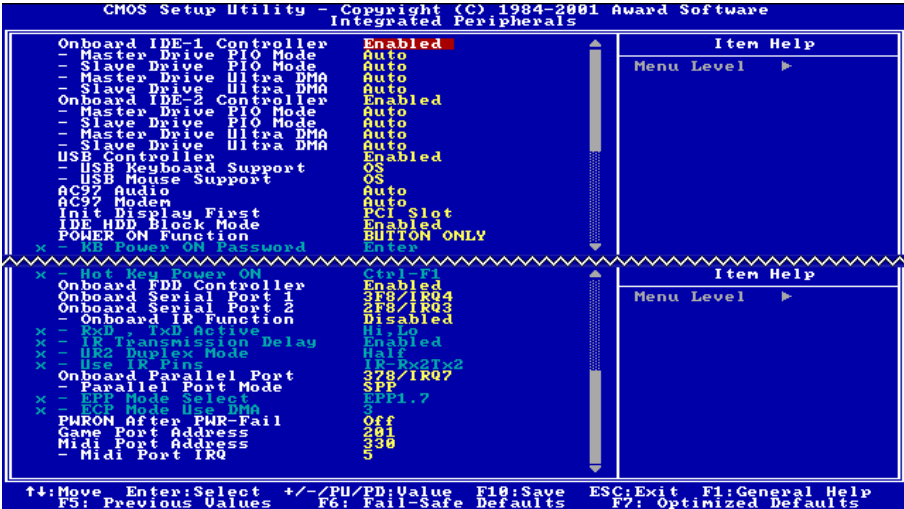 CMOS Setup Utility - Copyright (C) 1984-2001 Award Software
Integrated Peripherals
Onboard IDE-1 Controller Enabled Item Help
- Master Drive PIO Mode Auto
- Slave Drive PIO Mode Auto Menu Level ▶
- Master Drive Ultra DMA Auto
- Slave Drive Ultra DMA Auto
Onboard IDE-2 Controller Enabled
- Master Drive PIO Mode Auto
- Slave Drive PIO Mode Auto
- Master Drive Ultra DMA Auto
- Slave Drive Ultra DMA Auto
USB Controller Enabled
- USB Keyboard Support OS
- USB Mouse Support OS
AC97 Audio Auto
AC97 Modem Auto
Init Display First PCI Slot
IDE HDD Block Mode Enabled
POWER ON Function BUTTON ONLY
x - KB Power ON Password Enter
x - Hot Key Power ON Ctrl-F1 Item Help
Onboard FDD Controller Enabled
Onboard Serial Port 1 3F8/IRQ4 Menu Level ▶
Onboard Serial Port 2 2F8/IRQ3
- Onboard IR Function Disabled
x - RxD , TxD Active Hi,Lo
x - IR Transmission Delay Enabled
x - UR2 Duplex Mode Half
x - Use IR Pins IR-Rx2Tx2
Onboard Parallel Port 378/IRQ7
- Parallel Port Mode SPP
x - EPP Mode Select EPP1.7
x - ECP Mode Use DMA 3
PWRON After PWR-Fail Off
Game Port Address 201
Midi Port Address 330
- Midi Port IRQ 5
↑↓:Move Enter:Select +/-/PU/PD:Value F10:Save ESC:Exit F1:General Help
F5: Previous Values F6: Fail-Safe Defaults F7: Optimized Defaults